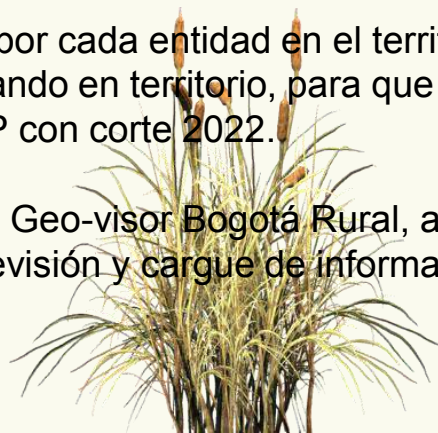 por cada entidad en el terri
ando en territorio, para que
P con corte 2022.
Geo-visor Bogotá Rural, a
evisión y cargue de informa